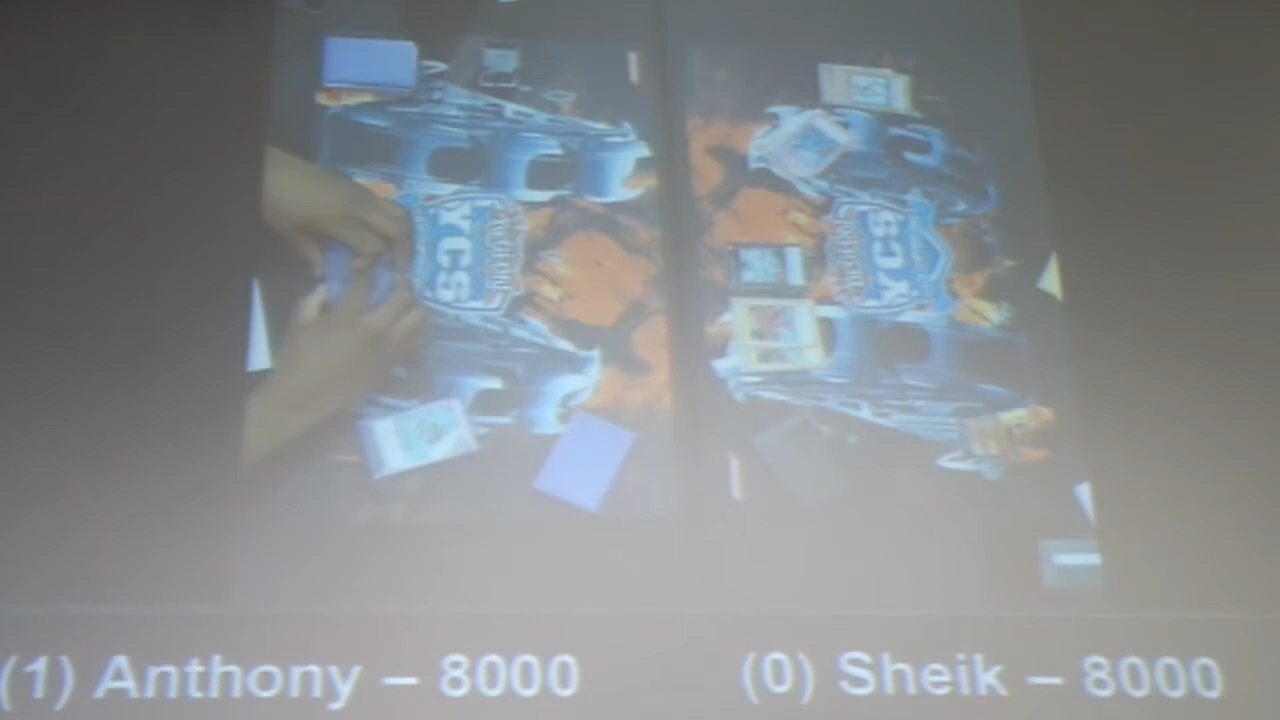 YCS
YCS
(1) Anthony – 8000
(0) Sheik – 8000